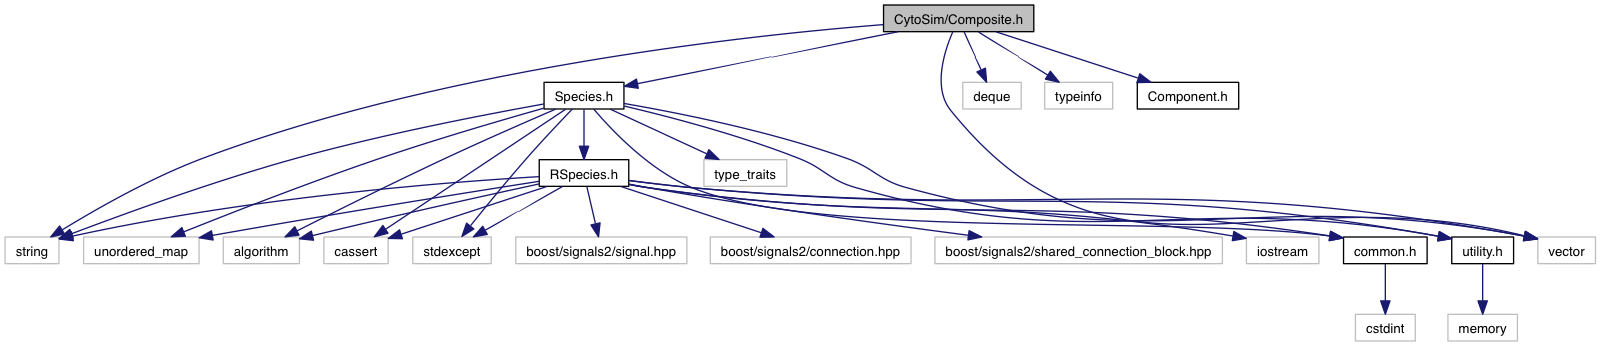 CytoSim/Composite.h
Species.h
deque
typeinfo
Component.h
RSpecies.h
type_traits
string
unordered_map
algorithm
cassert
stdexcept
boost/signals2/signal.hpp
boost/signals2/connection.hpp
boost/signals2/shared_connection_block.hpp
iostream
common.h
utility.h
vector
cstdint
memory